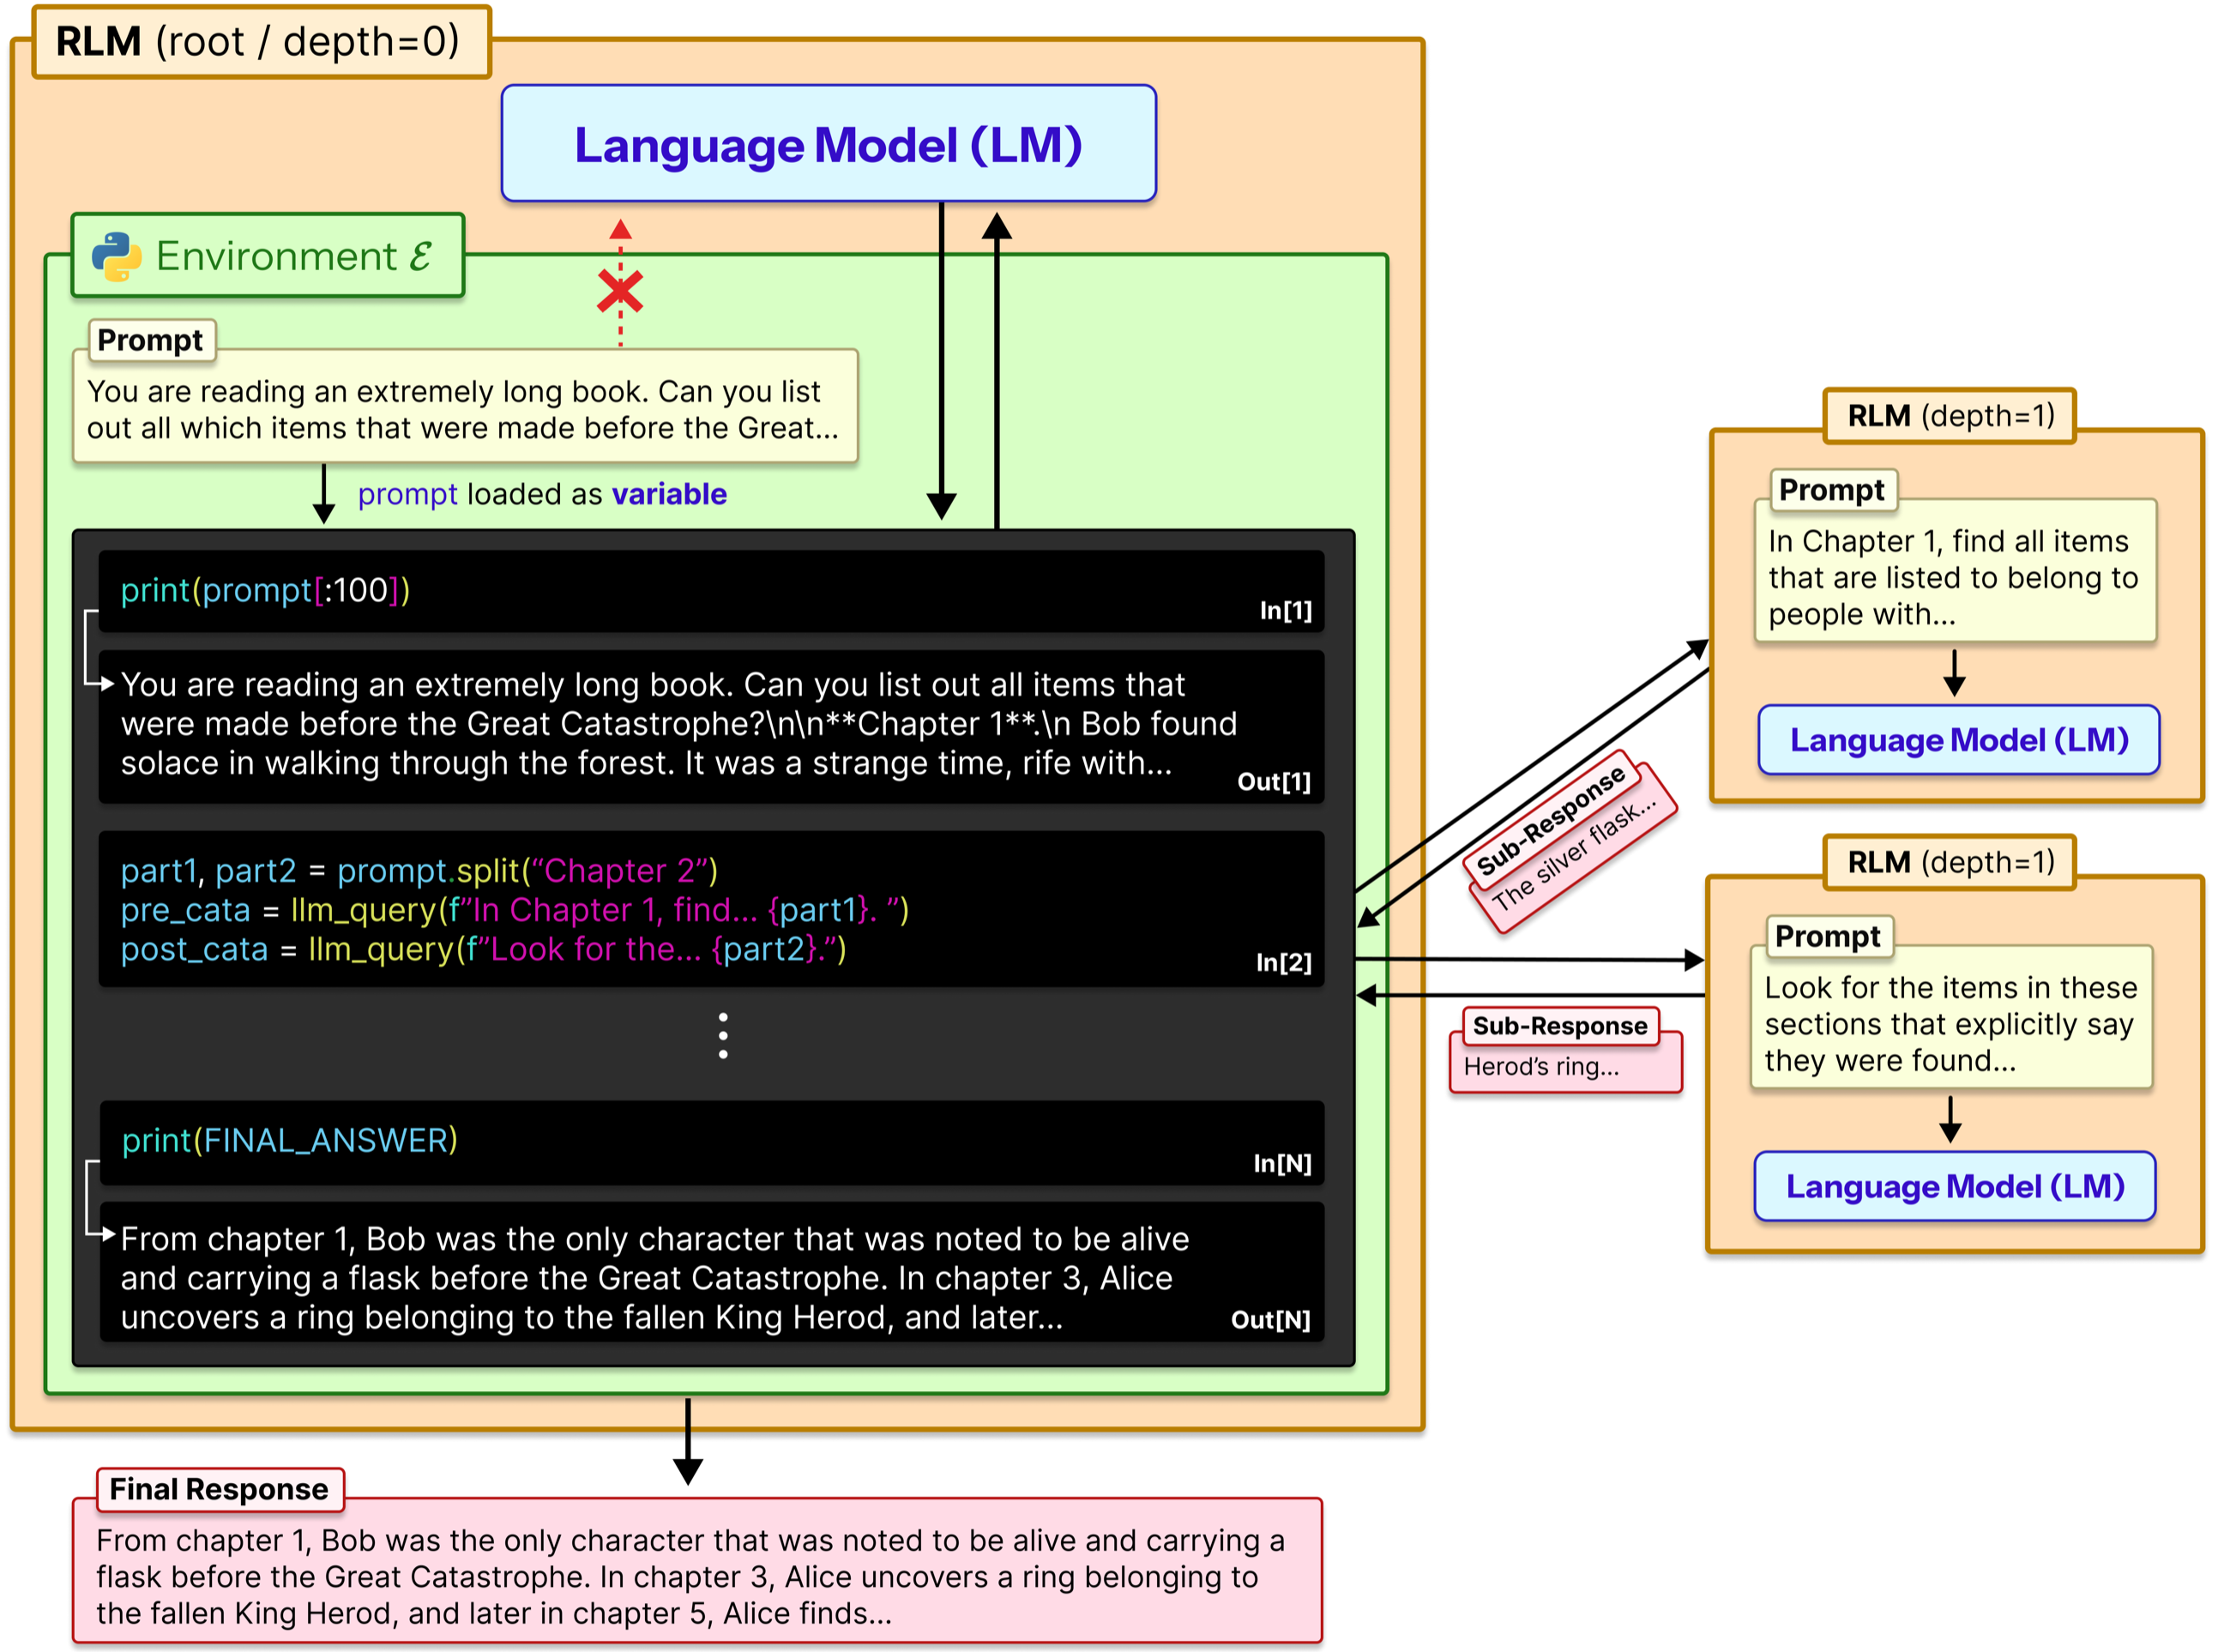 RLM (root / depth=0)
Language Model (LM)
Environment ℰ
Prompt
You are reading an extremely long book. Can you list
out all which items that were made before the Great...
prompt loaded as variable
print(prompt[:100])
In[1]
You are reading an extremely long book. Can you list out all items that
were made before the Great Catastrophe?\n\n**Chapter 1**.\n Bob found
solace in walking through the forest. It was a strange time, rife with...
Out[1]
part1, part2 = prompt.split(“Chapter 2”)
pre_cata = llm_query(f”In Chapter 1, find... {part1}. ”)
post_cata = llm_query(f”Look for the... {part2}.”)
In[2]
print(FINAL_ANSWER)
In[N]
From chapter 1, Bob was the only character that was noted to be alive
and carrying a flask before the Great Catastrophe. In chapter 3, Alice
uncovers a ring belonging to the fallen King Herod, and later...
Out[N]
Final Response
From chapter 1, Bob was the only character that was noted to be alive and carrying a
flask before the Great Catastrophe. In chapter 3, Alice uncovers a ring belonging to
the fallen King Herod, and later in chapter 5, Alice finds...
RLM (depth=1)
Prompt
In Chapter 1, find all items
that are listed to belong to
people with...
Language Model (LM)
Sub-Response
The silver flask...
RLM (depth=1)
Prompt
Look for the items in these
sections that explicitly say
they were found...
Language Model (LM)
Sub-Response
Herod’s ring...